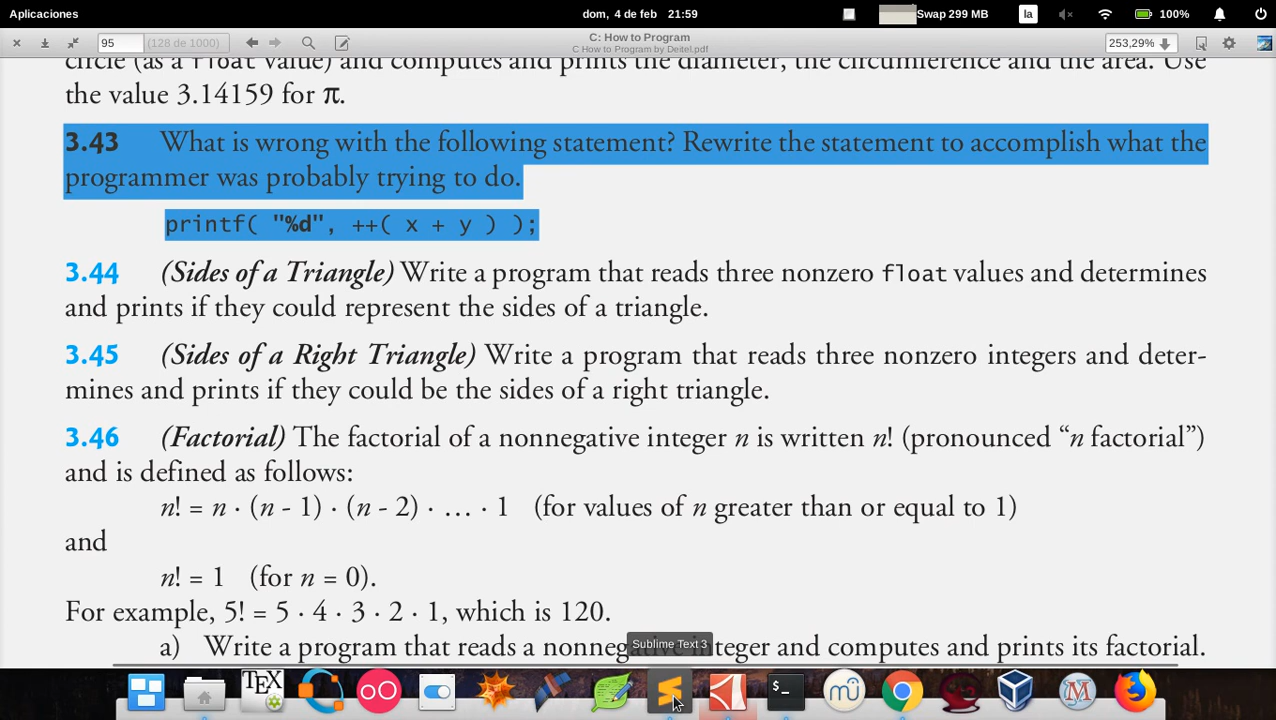 Aplicaciones
dom, 4 de feb 21:59
Swap 299 MB
la
100%
95
(128 de 1000)
C: How to Program
C How to Program by Deitel.pdf
253,29%
circle (as a float value) and computes and prints the diameter, the circumference and the area. Use
the value 3.14159 for π.
3.43 What is wrong with the following statement? Rewrite the statement to accomplish what the
programmer was probably trying to do.
printf( "%d", ++( x + y ) );
3.44 (Sides of a Triangle) Write a program that reads three nonzero float values and determines
and prints if they could represent the sides of a triangle.
3.45 (Sides of a Right Triangle) Write a program that reads three nonzero integers and deter-
mines and prints if they could be the sides of a right triangle.
3.46 (Factorial) The factorial of a nonnegative integer n is written n! (pronounced “n factorial”)
and is defined as follows:
n! = n · (n - 1) · (n - 2) · … · 1 (for values of n greater than or equal to 1)
and
n! = 1 (for n = 0).
For example, 5! = 5 · 4 · 3 · 2 · 1, which is 120.
a) Write a program that reads a nonnegative integer and computes and prints its factorial.
Sublime Text 3
TEX
>_
mu
M